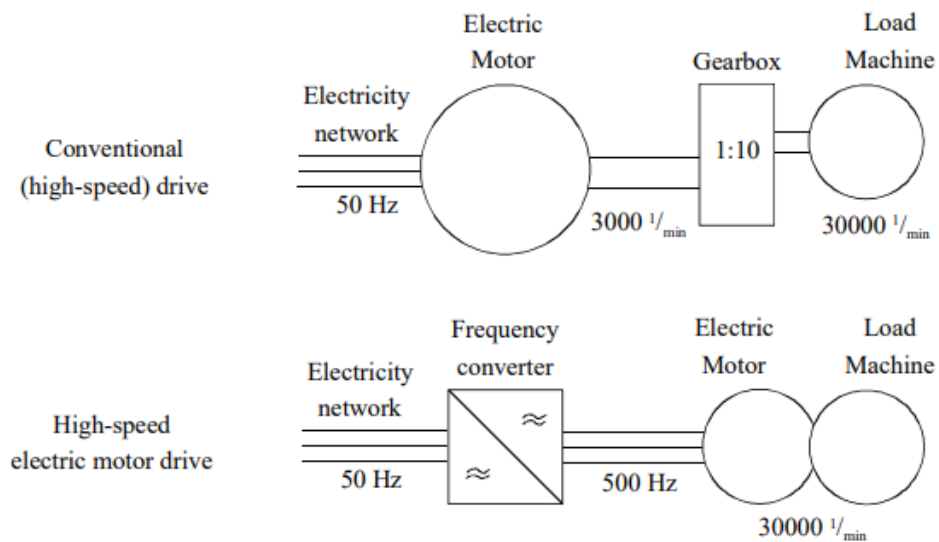 Conventional
(high-speed) drive
Electricity
network
50 Hz
Electric
Motor
3000 ¹/min
Gearbox
1:10
Load
Machine
30000 ¹/min
High-speed
electric motor drive
Electricity
network
50 Hz
Frequency
converter
≈
≈
500 Hz
Electric
Motor
Load
Machine
30000 ¹/min